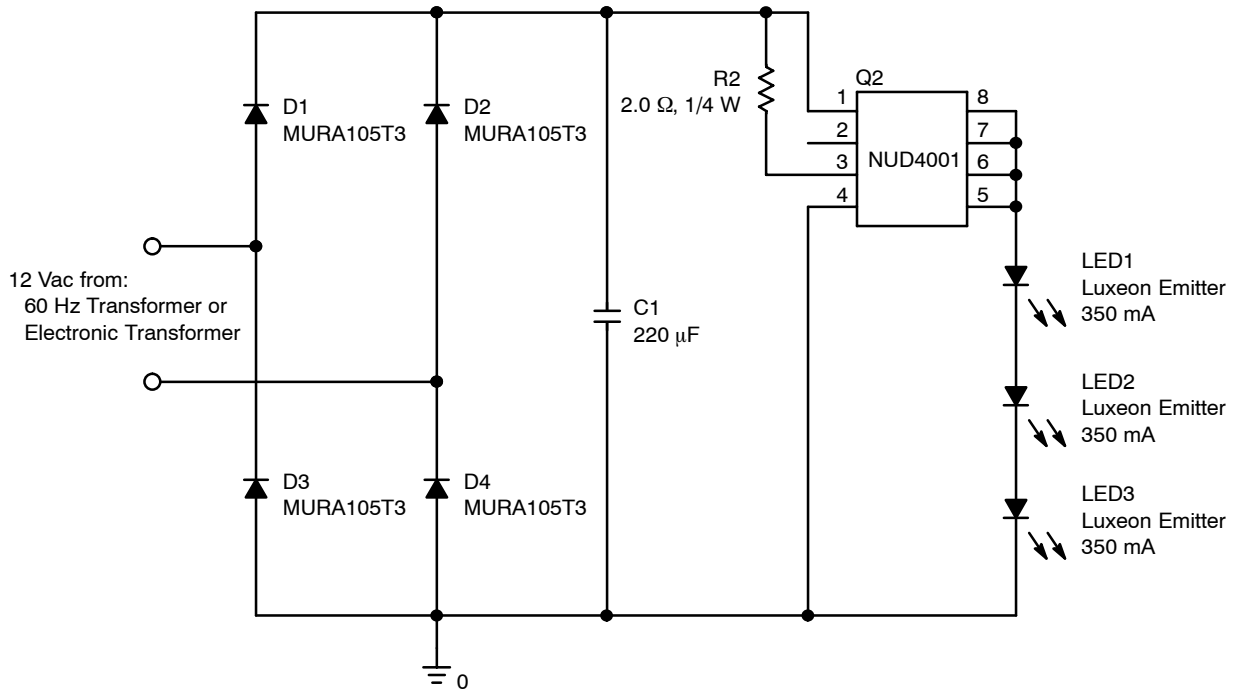 D1
MURA105T3
D2
MURA105T3
R2
2.0 Ω, 1/4 W
Q2
1
2
3
4
NUD4001
8
7
6
5
12 Vac from:
60 Hz Transformer or
Electronic Transformer
C1
220 μF
LED1
Luxeon Emitter
350 mA
LED2
Luxeon Emitter
350 mA
D3
MURA105T3
D4
MURA105T3
LED3
Luxeon Emitter
350 mA
0